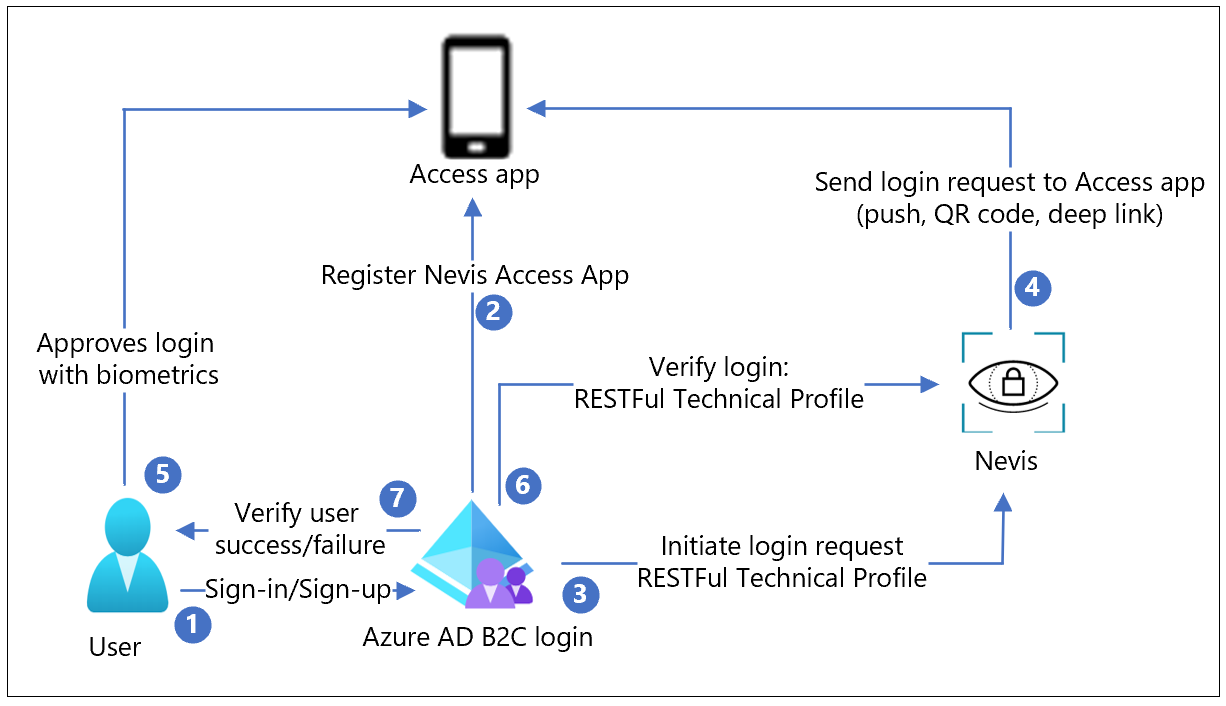 Access app
Send login request to Access app
(push, QR code, deep link)
Register Nevis Access App
2
4
Approves login
with biometrics
Verify login:
RESTFul Technical Profile
Nevis
5
6
7
Verify user
success/failure
Initiate login request
RESTFul Technical Profile
Sign-in/Sign-up
3
1
User
Azure AD B2C login